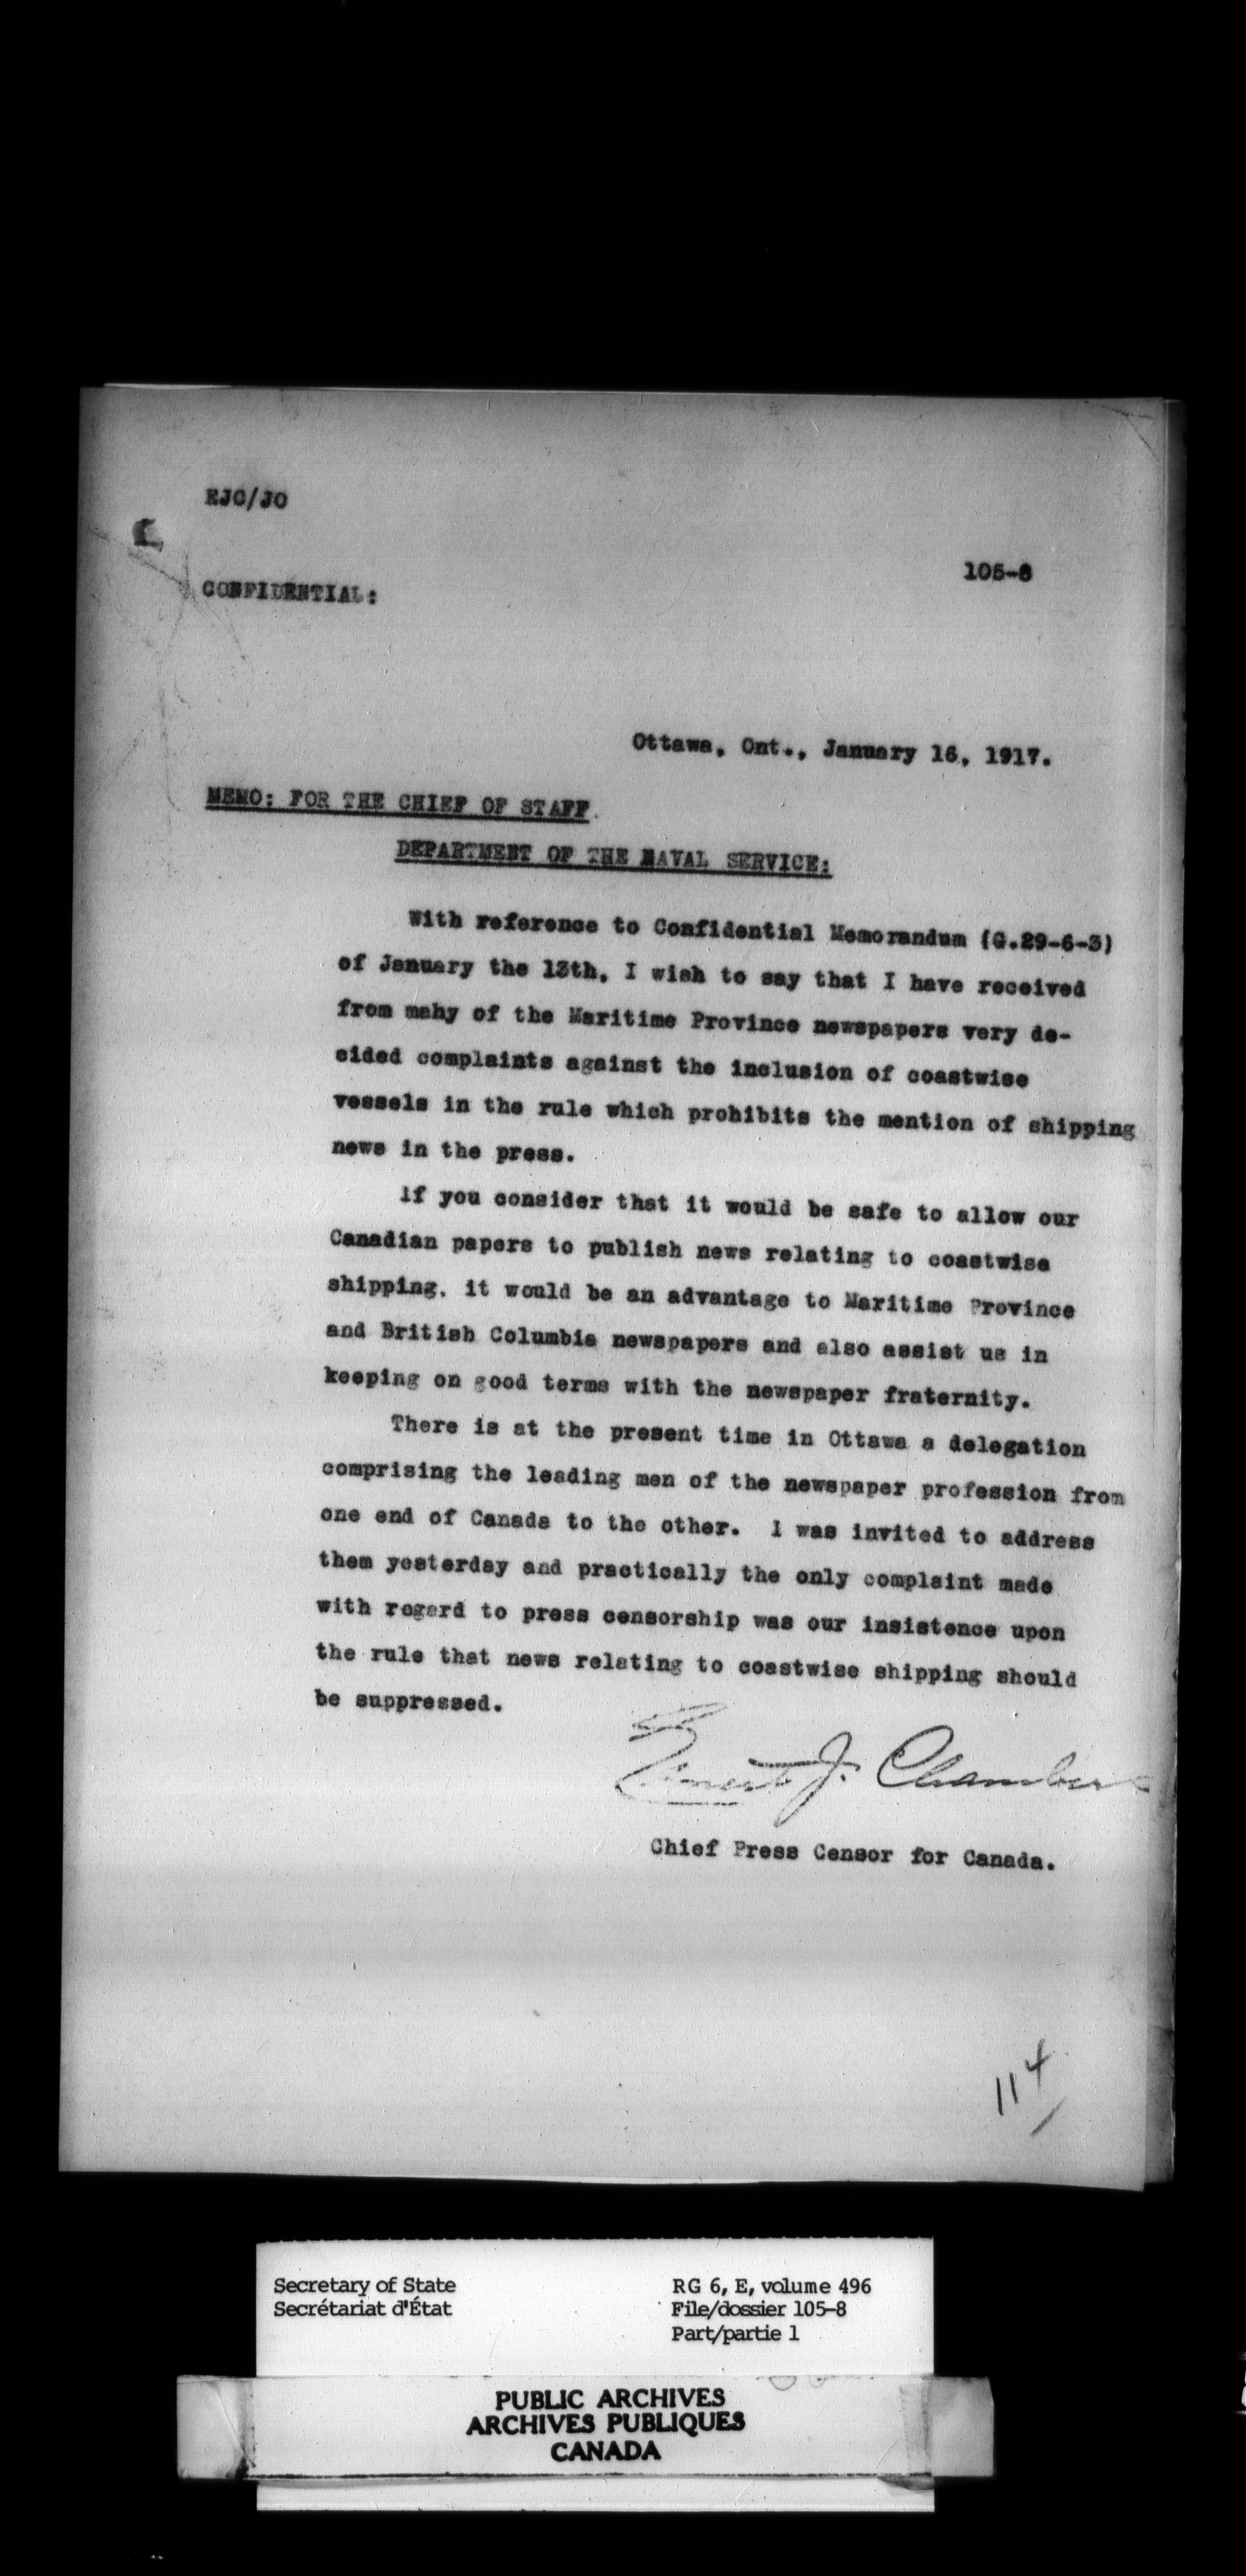 EJC/JO
105-8
CONFIDENTIAL:
Ottawa, Ont., January 16, 1917.
MEMO: FOR THE CHIEF OF STAFF
DEPARTMENT OF THE NAVAL SERVICE:
With reference to Confidential Memorandum (G.29-6-3)
of January the 13th, I wish to say that I have received
from mahy of the Maritime Province newspapers very de-
cided complaints against the inclusion of coastwise
vessels in the rule which prohibits the mention of shipping
news in the press.
If you consider that it would be safe to allow our
Canadian papers to publish news relating to coastwise
shipping, it would be an advantage to Maritime Province
and British Columbia newspapers and also assist us in
keeping on good terms with the newspaper fraternity.
There is at the present time in Ottawa a delegation
comprising the leading men of the newspaper profession from
one end of Canada to the other. I was invited to address
them yesterday and practically the only complaint made
with regard to press censorship was our insistence upon
the rule that news relating to coastwise shipping should
be suppressed.
Ernest J. Chambers
Chief Press Censor for Canada.
114
Secretary of State
Secrétariat d'État
RG 6, E, volume 496
File/dossier 105-8
Part/partie 1
PUBLIC ARCHIVES
ARCHIVES PUBLIQUES
CANADA